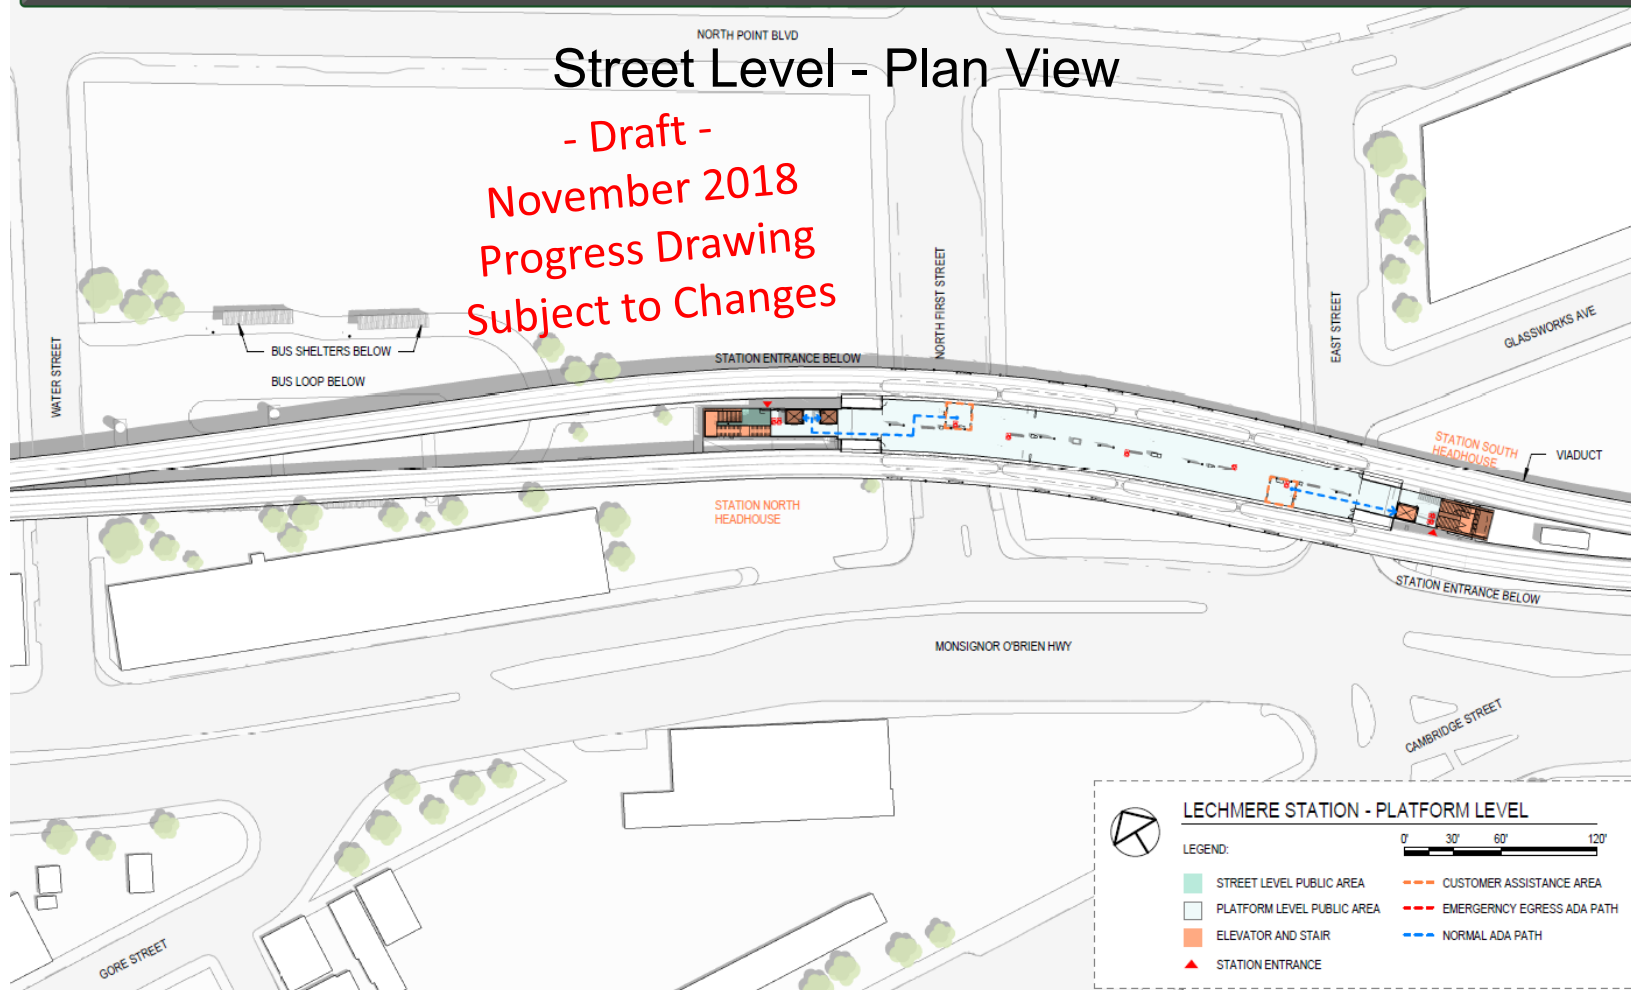 NORTH POINT BLVD
Street Level - Plan View
- Draft -
November 2018
Progress Drawing
Subject to Changes
NORTH FIRST STREET
EAST STREET
GLASSWORKS AVE
WATER STREET
BUS SHELTERS BELOW
BUS LOOP BELOW
STATION ENTRANCE BELOW
STATION SOUTH
HEADHOUSE
VIADUCT
STATION NORTH
HEADHOUSE
STATION ENTRANCE BELOW
MONSIGNOR O'BRIEN HWY
CAMBRIDGE STREET
GORE STREET
LECHMERE STATION - PLATFORM LEVEL
LEGEND:
0' 30' 60' 120'
STREET LEVEL PUBLIC AREA
PLATFORM LEVEL PUBLIC AREA
ELEVATOR AND STAIR
STATION ENTRANCE
CUSTOMER ASSISTANCE AREA
EMERGERNCY EGRESS ADA PATH
NORMAL ADA PATH